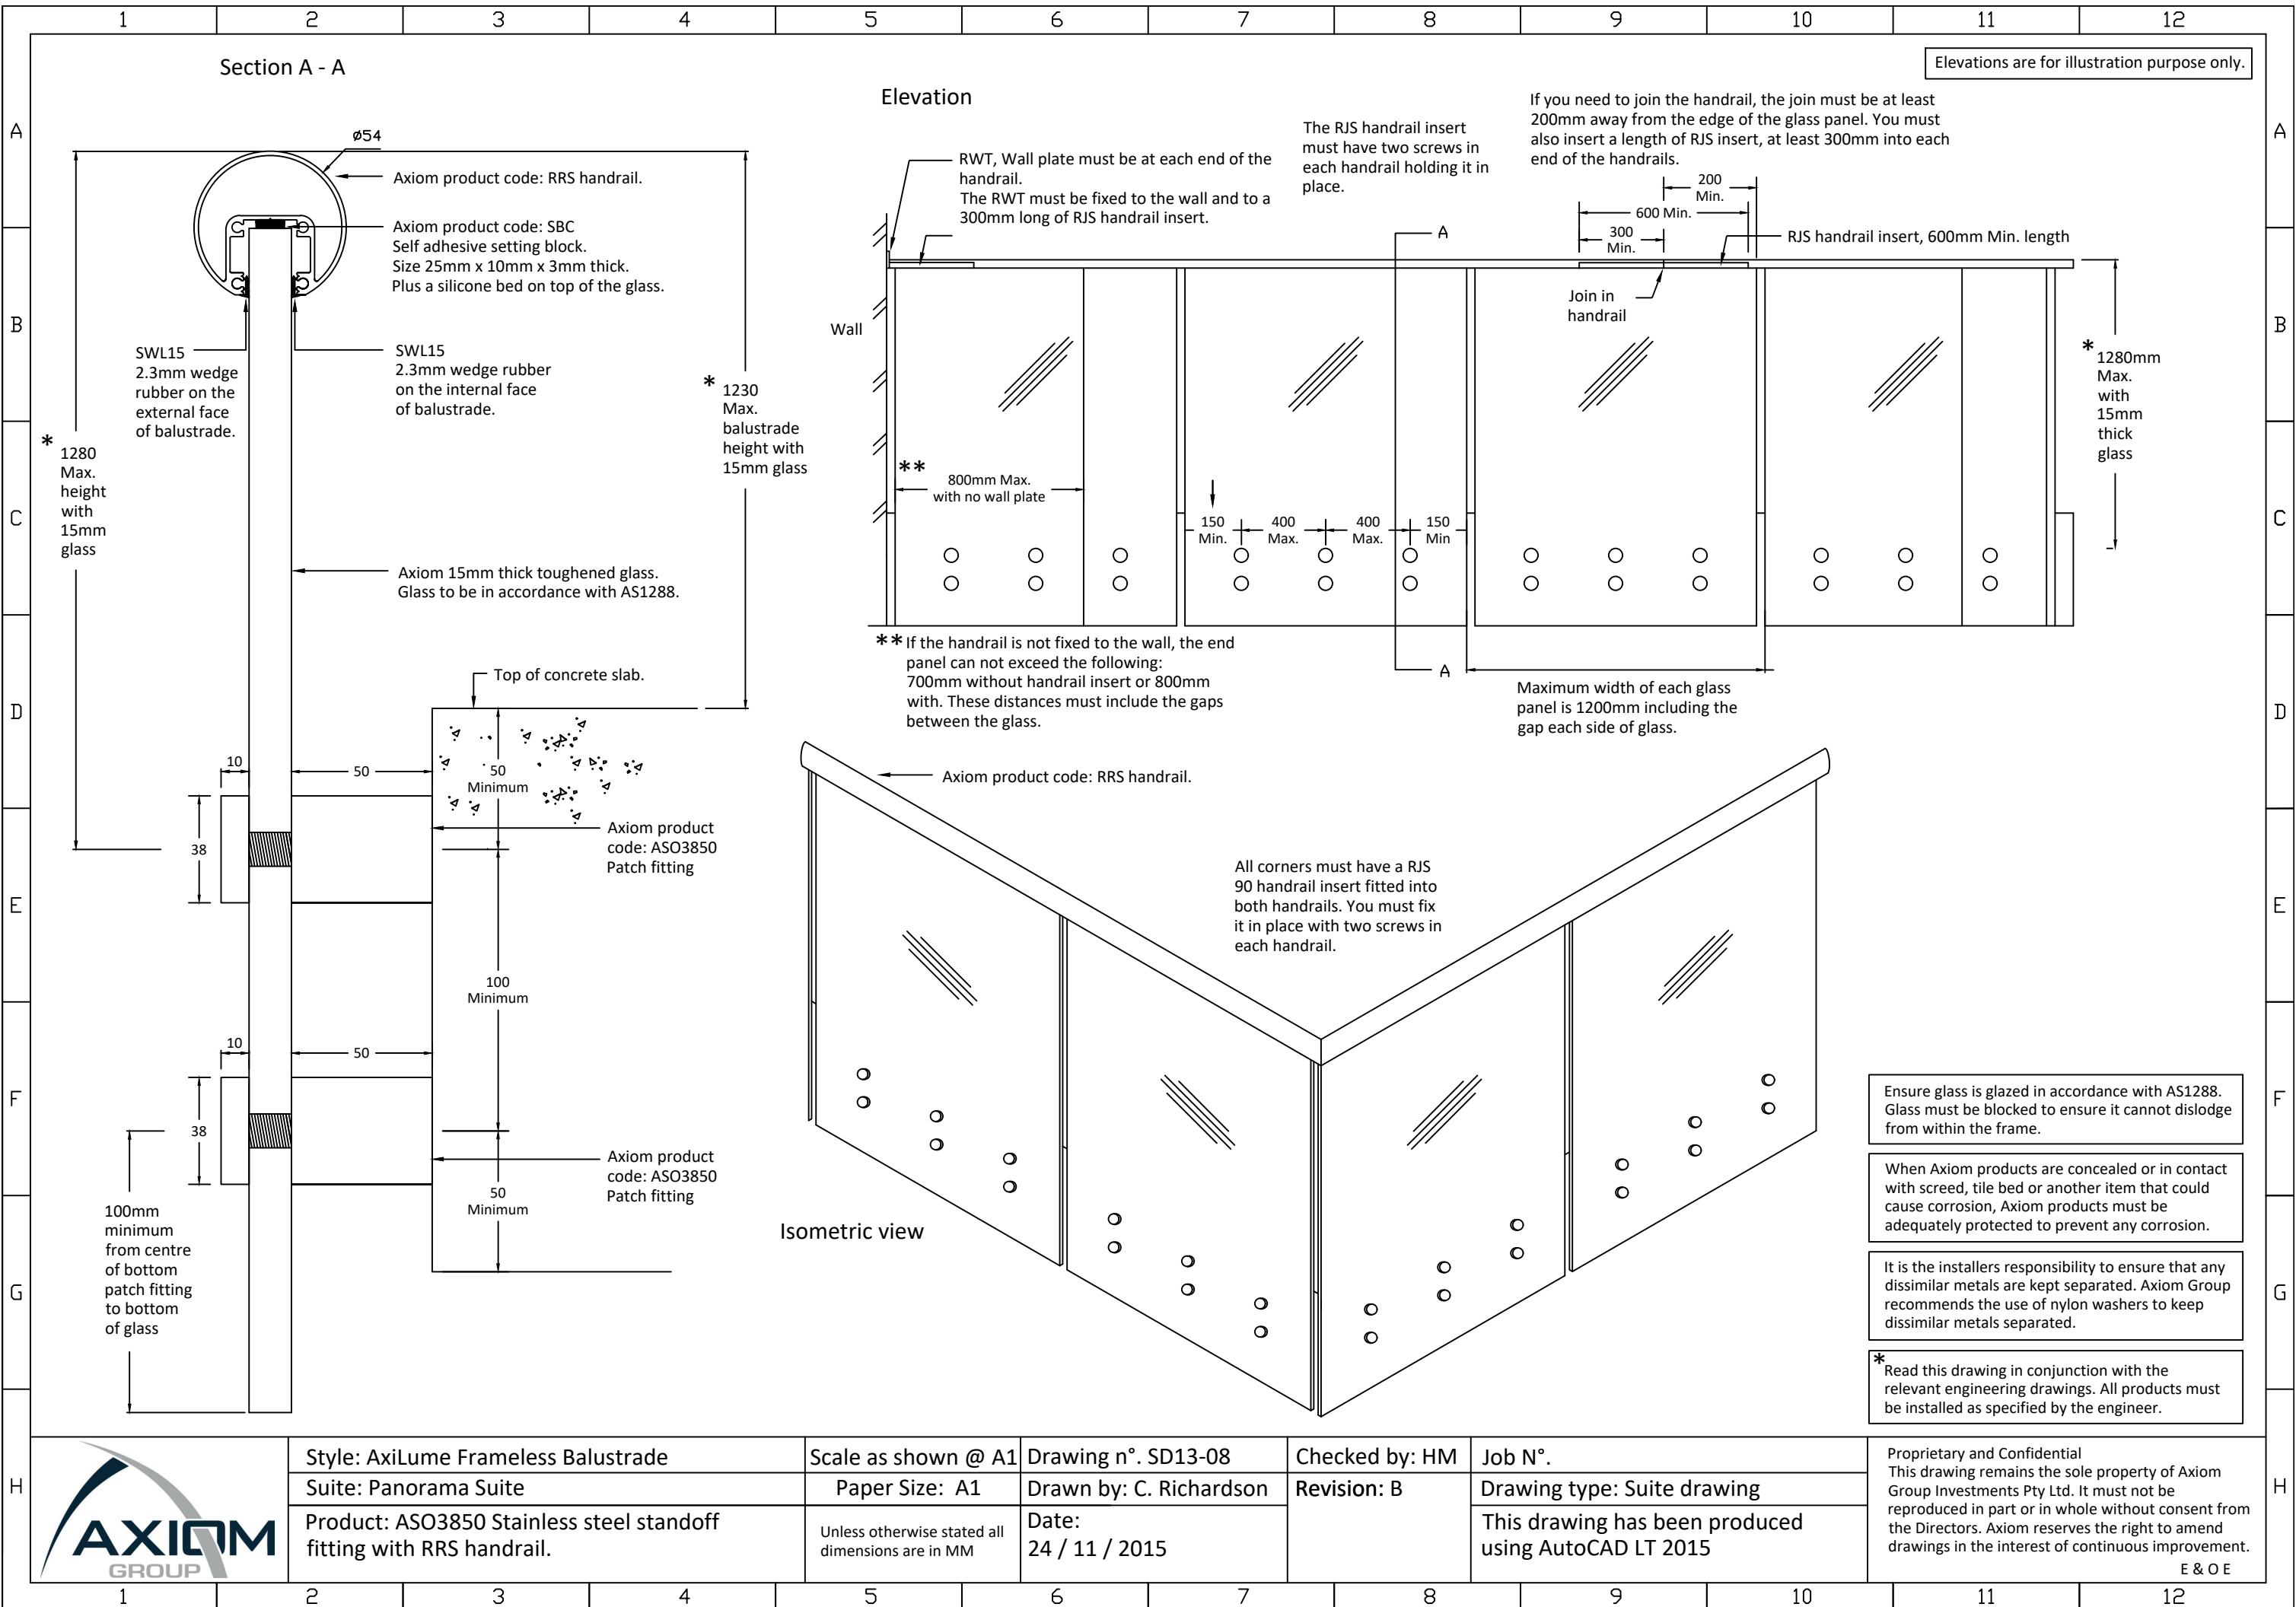 1 2 3 4 5 6 7 8 9 10 11 12
A
B
C
D
E
F
G
H
Section A - A
ø54
Axiom product code: RRS handrail.
Axiom product code: SBC
Self adhesive setting block.
Size 25mm x 10mm x 3mm thick.
Plus a silicone bed on top of the glass.
SWL15
2.3mm wedge
rubber on the
external face
of balustrade.
SWL15
2.3mm wedge rubber
on the internal face
of balustrade.
*
1280
Max.
height
with
15mm
glass
*
1230
Max.
balustrade
height with
15mm glass
Axiom 15mm thick toughened glass.
Glass to be in accordance with AS1288.
Top of concrete slab.
10
50
50
Minimum
38
Axiom product
code: ASO3850
Patch fitting
100
Minimum
10
50
38
Axiom product
code: ASO3850
Patch fitting
50
Minimum
100mm
minimum
from centre
of bottom
patch fitting
to bottom
of glass
Elevation
Elevations are for illustration purpose only.
RWT, Wall plate must be at each end of the
handrail.
The RWT must be fixed to the wall and to a
300mm long of RJS handrail insert.
The RJS handrail insert
must have two screws in
each handrail holding it in
place.
If you need to join the handrail, the join must be at least
200mm away from the edge of the glass panel. You must
also insert a length of RJS insert, at least 300mm into each
end of the handrails.
200
Min.
600 Min.
300
Min.
RJS handrail insert, 600mm Min. length
A
Join in
handrail
Wall
*
1280mm
Max.
with
15mm
thick
glass
**
800mm Max.
with no wall plate
150
Min.
400
Max.
400
Max.
150
Min
** If the handrail is not fixed to the wall, the end
panel can not exceed the following:
700mm without handrail insert or 800mm
with. These distances must include the gaps
between the glass.
A
Maximum width of each glass
panel is 1200mm including the
gap each side of glass.
Axiom product code: RRS handrail.
All corners must have a RJS
90 handrail insert fitted into
both handrails. You must fix
it in place with two screws in
each handrail.
Isometric view
Ensure glass is glazed in accordance with AS1288.
Glass must be blocked to ensure it cannot dislodge
from within the frame.
When Axiom products are concealed or in contact
with screed, tile bed or another item that could
cause corrosion, Axiom products must be
adequately protected to prevent any corrosion.
It is the installers responsibility to ensure that any
dissimilar metals are kept separated. Axiom Group
recommends the use of nylon washers to keep
dissimilar metals separated.
*Read this drawing in conjunction with the
relevant engineering drawings. All products must
be installed as specified by the engineer.
AXIOM
GROUP
Style: AxiLume Frameless Balustrade
Suite: Panorama Suite
Product: ASO3850 Stainless steel standoff
fitting with RRS handrail.
Scale as shown @ A1
Paper Size: A1
Unless otherwise stated all
dimensions are in MM
Drawing n°. SD13-08
Drawn by: C. Richardson
Date:
24 / 11 / 2015
Checked by: HM
Revision: B
Job N°.
Drawing type: Suite drawing
This drawing has been produced
using AutoCAD LT 2015
Proprietary and Confidential
This drawing remains the sole property of Axiom
Group Investments Pty Ltd. It must not be
reproduced in part or in whole without consent from
the Directors. Axiom reserves the right to amend
drawings in the interest of continuous improvement.
E & O E
A
B
C
D
E
F
G
H
1 2 3 4 5 6 7 8 9 10 11 12